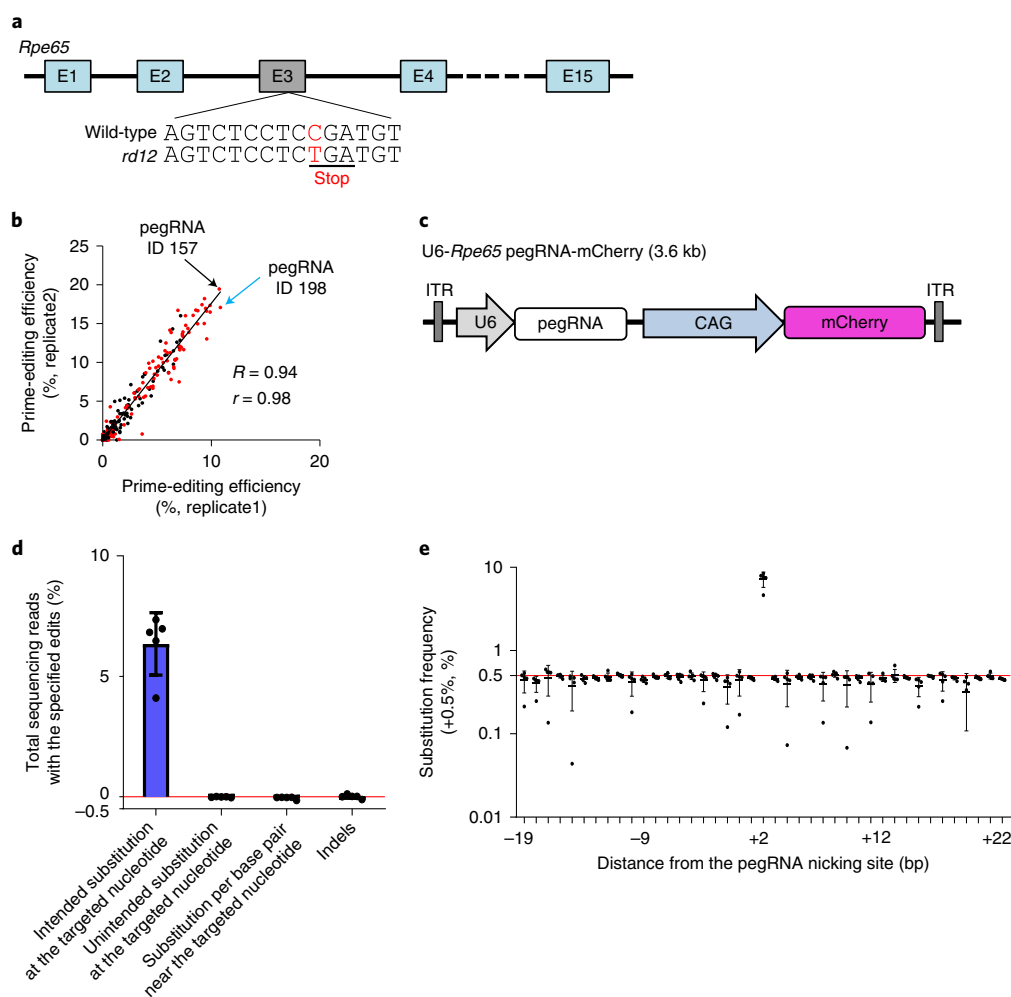 a
Rpe65
E1 E2 E3 E4 E15
Wild-type AGTCTCCTCCGATGT
rd12 AGTCTCCTCTGATGT
Stop
b
pegRNA
ID 157
pegRNA
ID 198
25
20
15
10
5
0
0 10 20
R = 0.94
r = 0.98
Prime-editing efficiency
(%, replicate2)
Prime-editing efficiency
(%, replicate1)
c
U6-Rpe65 pegRNA-mCherry (3.6 kb)
ITR ITR
U6 pegRNA CAG mCherry
d
10
5
0
−0.5
Total sequencing reads
with the specified edits (%)
Intended substitution
at the targeted nucleotide
Unintended substitution
at the targeted nucleotide
Substitution per base pair
near the targeted nucleotide
Indels
e
10
1
0.5
0.1
0.01
Substitution frequency
(+0.5%, %)
−19 −9 +2 +12 +22
Distance from the pegRNA nicking site (bp)